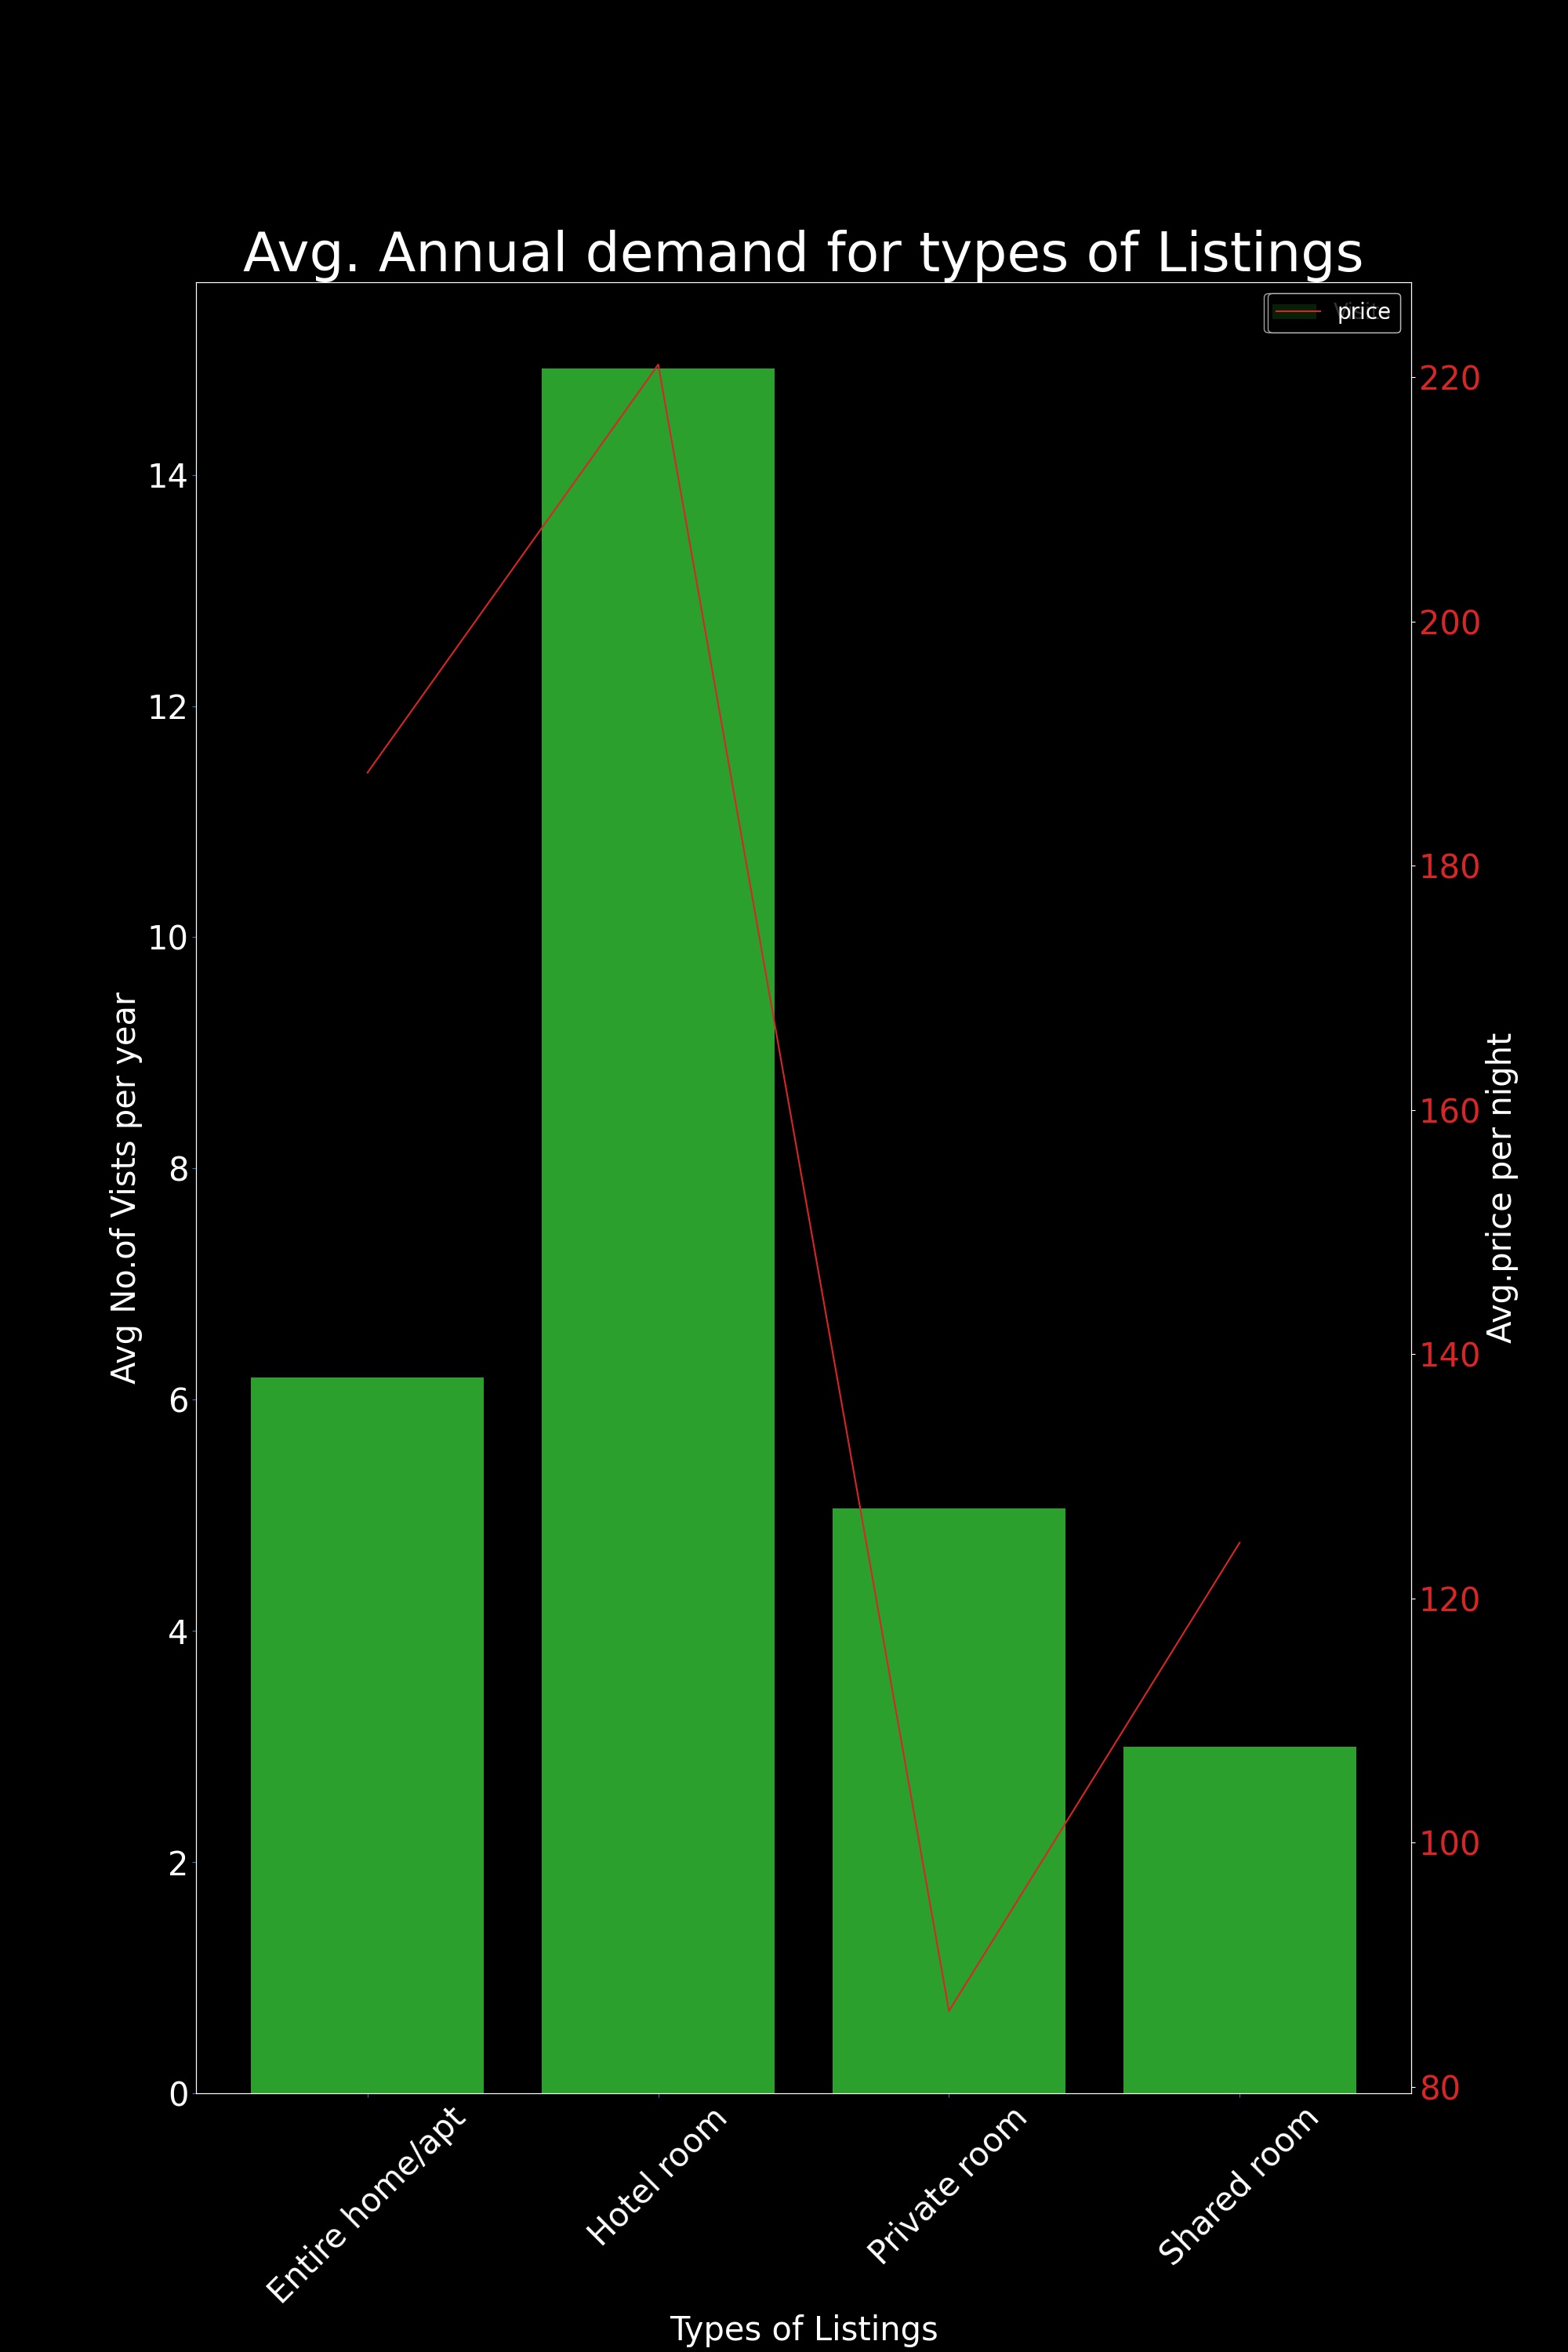 Avg. Annual demand for types of Listings
price
14
12
10
8
6
4
2
0
Avg No.of Vists per year
220
200
180
160
140
120
100
80
Avg.price per night
Entire home/apt
Hotel room
Private room
Shared room
Types of Listings